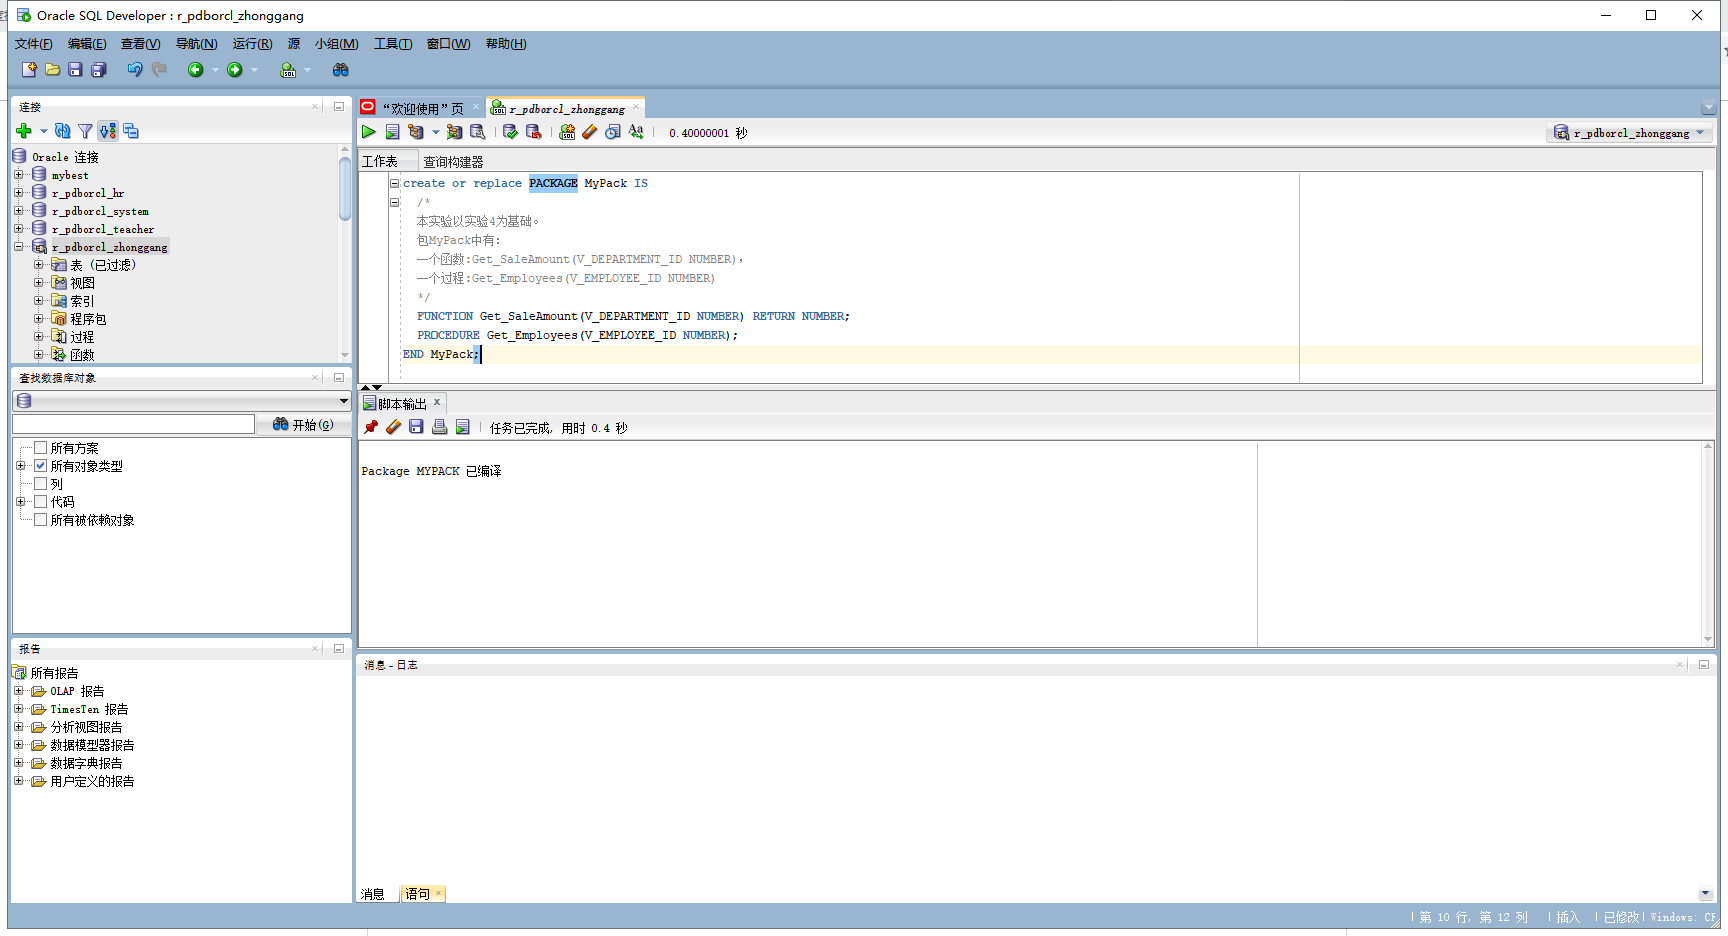 Oracle SQL Developer : r_pdborcl_zhonggang
文件(F) 编辑(E) 查看(V) 导航(N) 运行(R) 源 小组(M) 工具(T) 窗口(W) 帮助(H)
连接
Oracle 连接
mybest
r_pdborcl_hr
r_pdborcl_system
r_pdborcl_teacher
r_pdborcl_zhonggang
表 (已过滤)
视图
索引
程序包
过程
函数
查找数据库对象
开始(G)
所有方案
所有对象类型
列
代码
所有被依赖对象
报告
所有报告
OLAP 报告
TimesTen 报告
分析视图报告
数据模型器报告
数据字典报告
用户定义的报告
“欢迎使用”页 r_pdborcl_zhonggang
0.40000001 秒 r_pdborcl_zhonggang
工作表 查询构建器
create or replace PACKAGE MyPack IS
/*
本实验以实验4为基础。
包MyPack中有:
一个函数:Get_SaleAmount(V_DEPARTMENT_ID NUMBER),
一个过程:Get_Employees(V_EMPLOYEE_ID NUMBER)
*/
FUNCTION Get_SaleAmount(V_DEPARTMENT_ID NUMBER) RETURN NUMBER;
PROCEDURE Get_Employees(V_EMPLOYEE_ID NUMBER);
END MyPack;
脚本输出 x
任务已完成, 用时 0.4 秒
Package MYPACK 已编译
消息 - 日志
消息 语句
第 10 行, 第 12 列 插入 已修改 Windows: CR